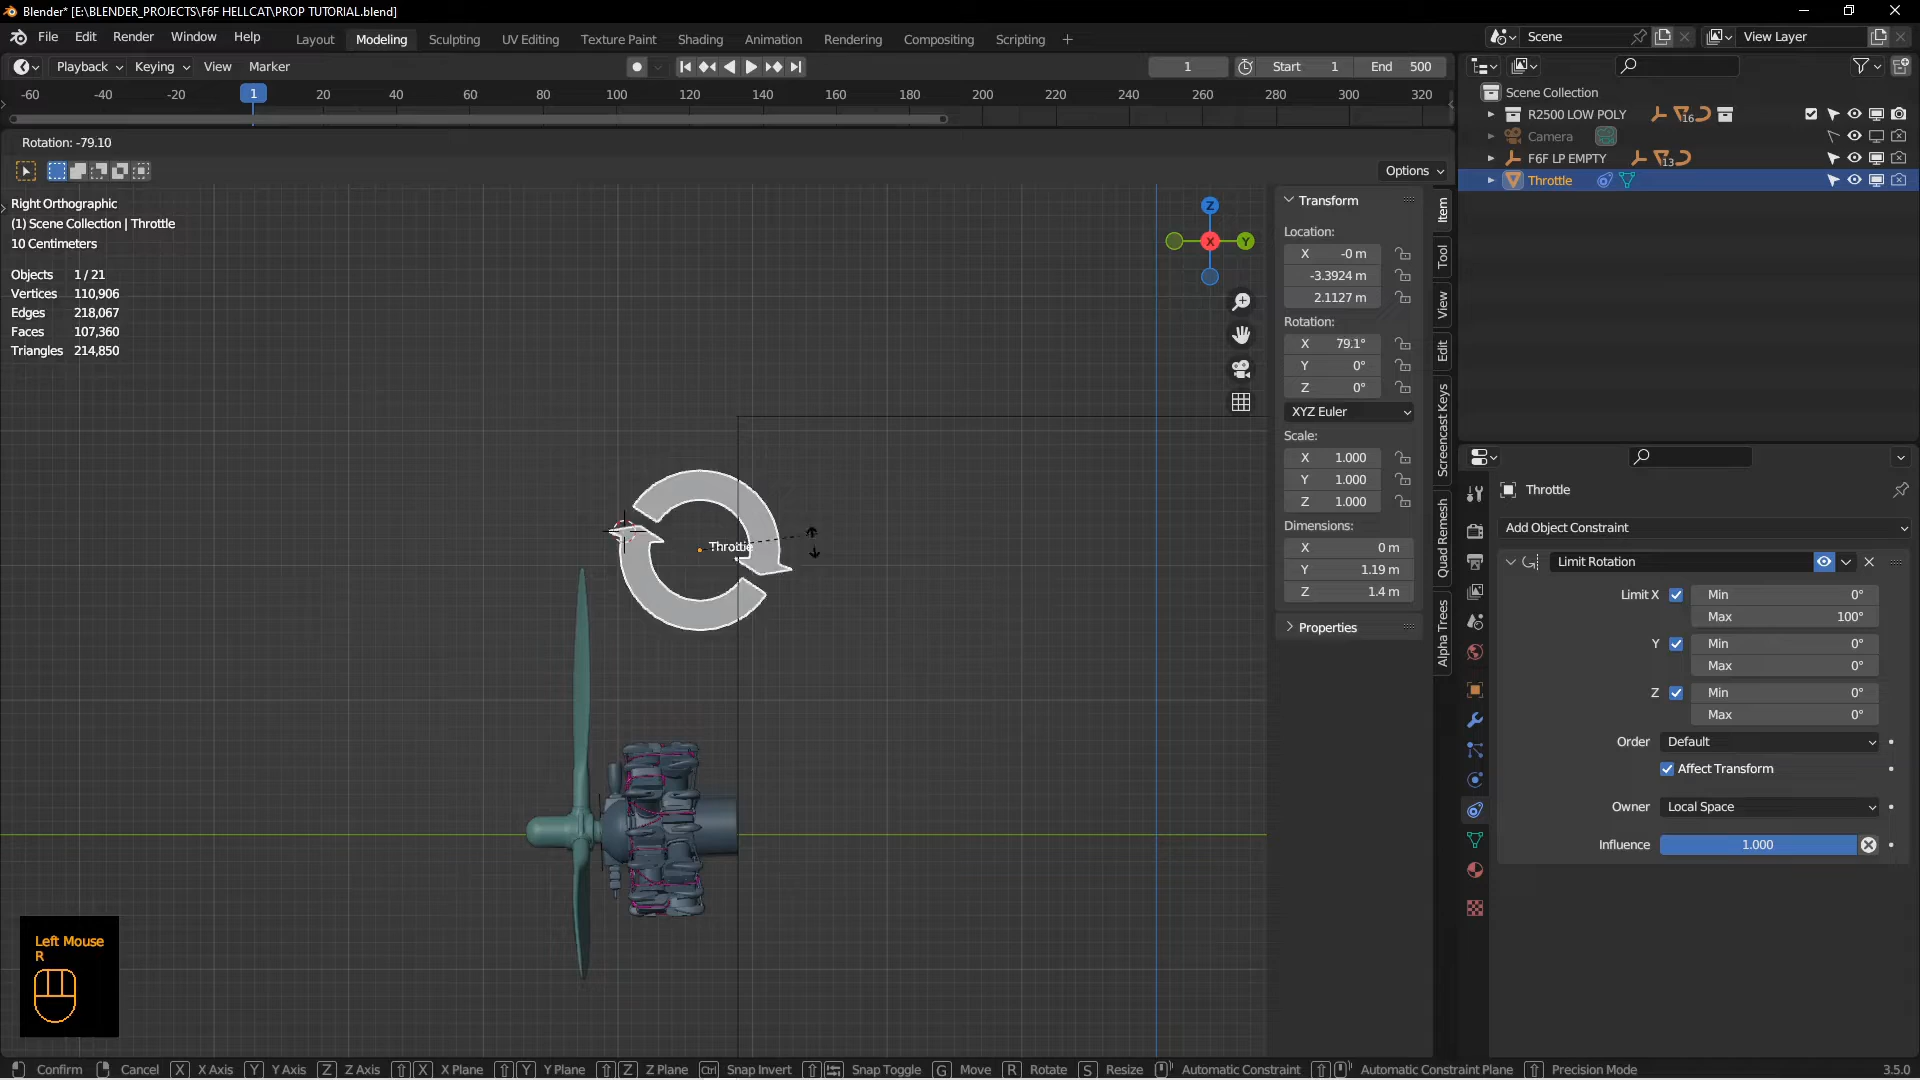 Blender* [E:\BLENDER_PROJECTS\F6F HELLCAT\PROP TUTORIAL.blend]
File Edit Render Window Help Layout Modeling Sculpting UV Editing Texture Paint Shading Animation Rendering Compositing Scripting + Scene View Layer
Playback Keying View Marker 1 Start 1 End 500
-60 -40 -20 1 20 40 60 80 100 120 140 160 180 200 220 240 260 280 300 320
Scene Collection
R2500 LOW POLY 16
Camera
F6F LP EMPTY 13
Throttle
Rotation: -79.10
Options
Right Orthographic
(1) Scene Collection | Throttle
10 Centimeters
Objects 1 / 21
Vertices 110,906
Edges 218,067
Faces 107,360
Triangles 214,850
Z
X
Y
Throttle
Transform
Location:
X -0 m
-3.3924 m
2.1127 m
Rotation:
X 79.1°
Y 0°
Z 0°
XYZ Euler
Scale:
X 1.000
Y 1.000
Z 1.000
Dimensions:
X 0 m
Y 1.19 m
Z 1.4 m
Properties
Item
Tool
View
Edit
Screencast Keys
Quad Remesh
Alpha Trees
Throttle
Add Object Constraint
Limit Rotation
Limit X Min 0°
Max 100°
Y Min 0°
Max 0°
Z Min 0°
Max 0°
Order Default
Affect Transform
Owner Local Space
Influence 1.000
Left Mouse
R
Confirm Cancel X X Axis Y Y Axis Z Z Axis X X Plane Y Y Plane Z Z Plane Ctrl Snap Invert Snap Toggle G Move R Rotate S Resize Automatic Constraint Automatic Constraint Plane Precision Mode 3.5.0